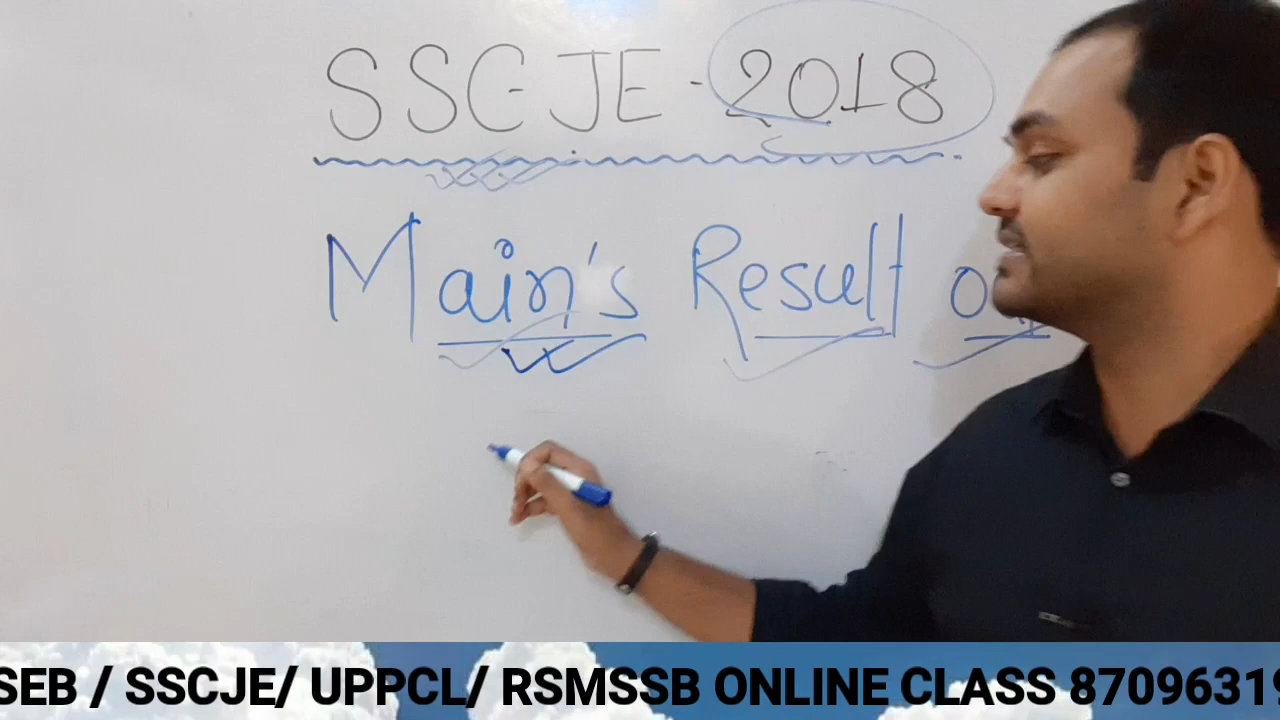 SSC JE - 2018
Main's Result
SEB / SSCJE/ UPPCL/ RSMSSB ONLINE CLASS 87096319